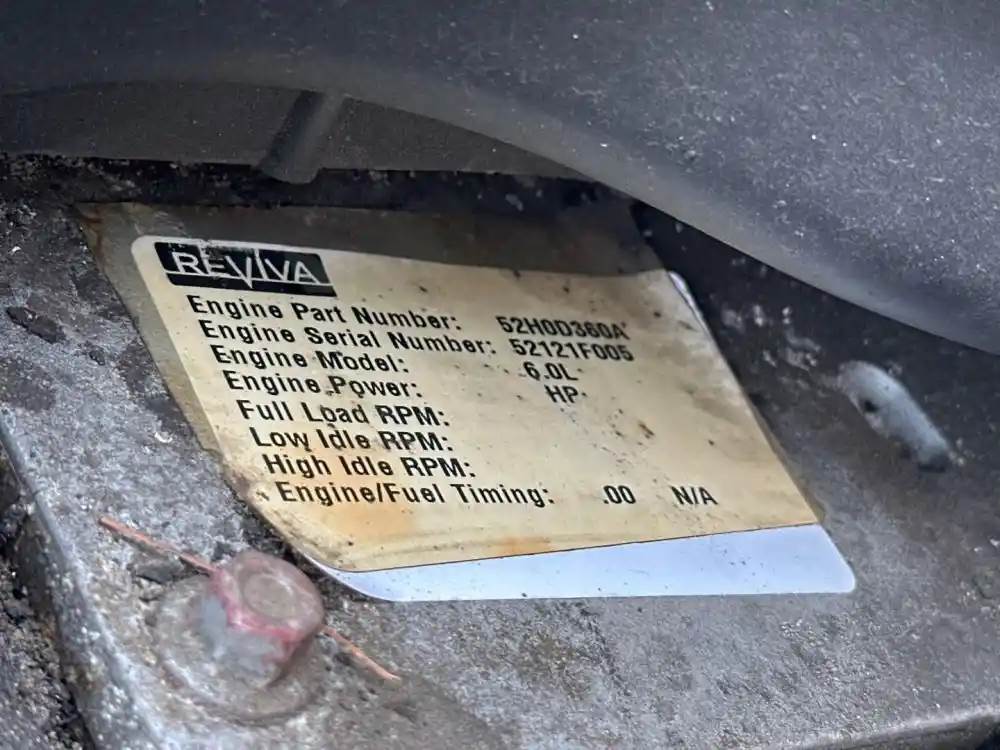 REVIVA
Engine Part Number: 52H0D360A
Engine Serial Number: 52121F005
Engine Model: 6.0L
Engine Power: HP
Full Load RPM:
Low Idle RPM:
High Idle RPM:
Engine/Fuel Timing: .00 N/A